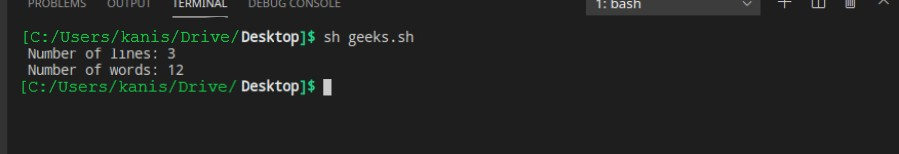 PROBLEMS OUTPUT TERMINAL DEBUG CONSOLE 1: bash
[C:/Users/kanis/Drive/Desktop]$ sh geeks.sh
Number of lines: 3
Number of words: 12
[C:/Users/kanis/Drive/Desktop]$